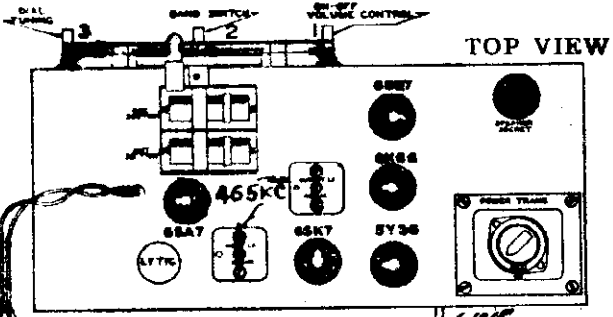 DIAL TUNING
3
BAND SWITCH
2
ON-OFF VOLUME CONTROL
1
TOP VIEW
SPEAKER SOCKET
6K6G
465KC
POWER TRANS.
6SA7
6SK7
5Y3G
LYTIC